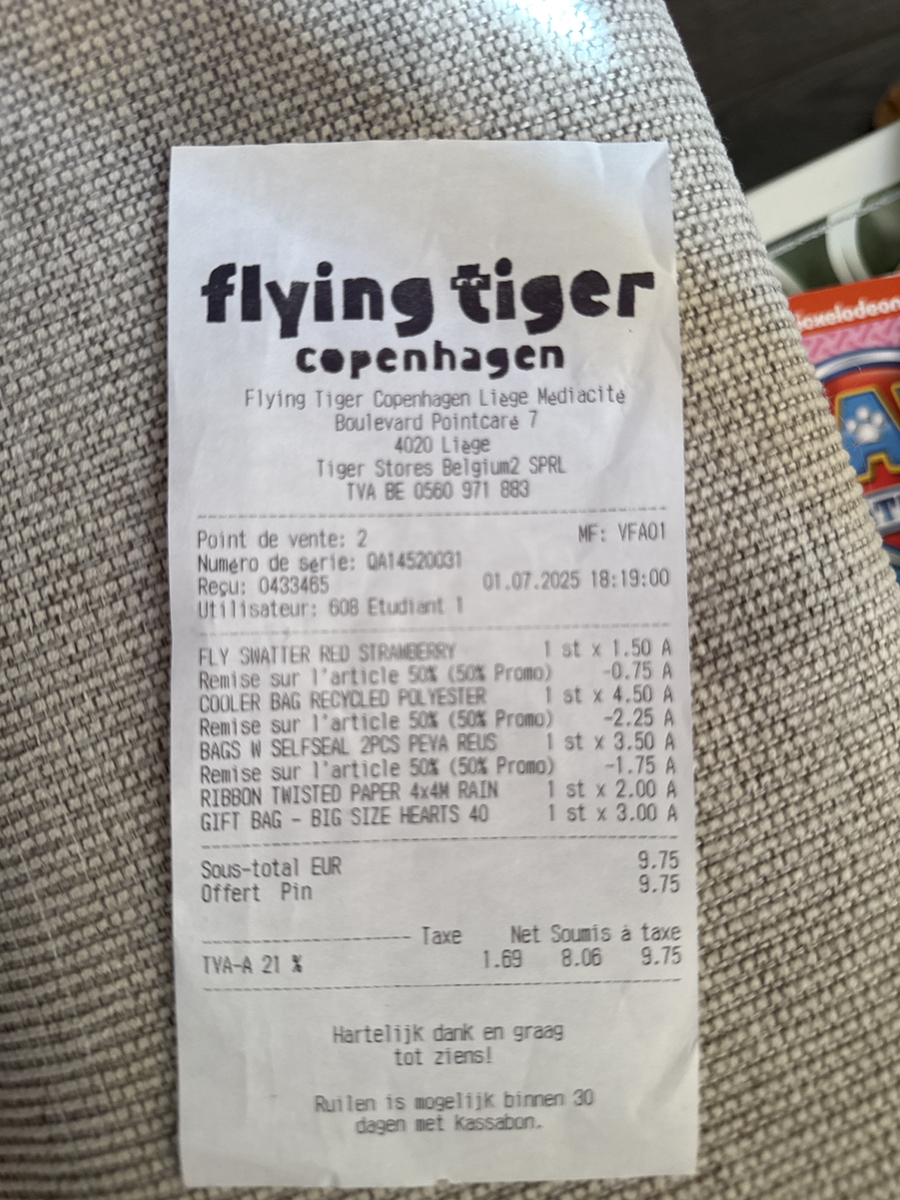 flying tiger
copenhagen
Flying Tiger Copenhagen Liège Médiacité
Boulevard Pointcaré 7
4020 Liège
Tiger Stores Belgium2 SPRL
TVA BE 0560 971 883
Point de vente: 2 MF: VFA01
Numéro de série: QA14520031
Reçu: 0433465 01.07.2025 18:19:00
Utilisateur: 608 Etudiant 1
FLY SWATTER RED STRAWBERRY 1 st x 1.50 A
Remise sur l'article 50% (50% Promo) -0.75 A
COOLER BAG RECYCLED POLYESTER 1 st x 4.50 A
Remise sur l'article 50% (50% Promo) -2.25 A
BAGS W SELFSEAL 2PCS PEVA REUS 1 st x 3.50 A
Remise sur l'article 50% (50% Promo) -1.75 A
RIBBON TWISTED PAPER 4x4M RAIN 1 st x 2.00 A
GIFT BAG - BIG SIZE HEARTS 40 1 st x 3.00 A
Sous-total EUR 9.75
Offert Pin 9.75
Taxe Net Soumis à taxe
TVA-A 21 % 1.69 8.06 9.75
Hartelijk dank en graag
tot ziens!
Ruilen is mogelijk binnen 30
dagen met kassabon.